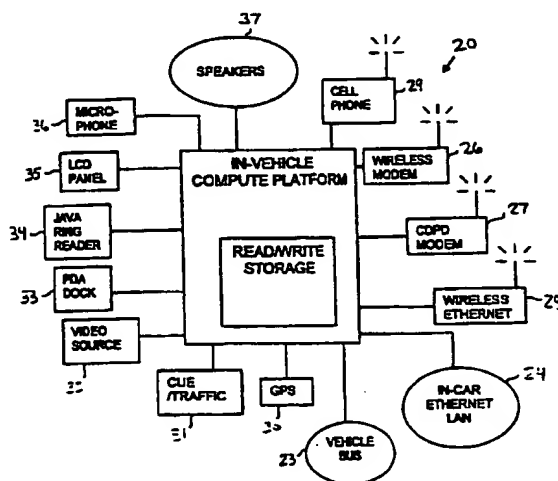 37
SPEAKERS
20
CELL
PHONE
29
MICRO-
PHONE
36
IN-VEHICLE
COMPUTE PLATFORM
WIRELESS
MODEM
26
LCD
PANEL
35
JAVA
RING
READER
34
READ/WRITE
STORAGE
CDPD
MODEM
27
PDA
DOCK
33
WIRELESS
ETHERNET
25
VIDEO
SOURCE
32
CUE
/TRAFFIC
31
GPS
30
VEHICLE
BUS
23
IN-CAR
ETHERNET
LAN
24